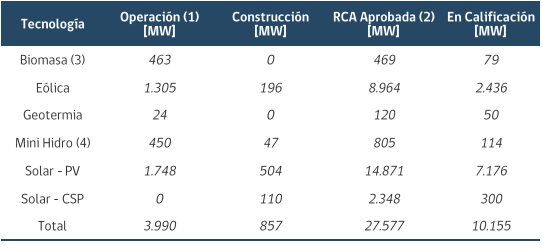 Tecnología Operación (1) [MW] Construcción [MW] RCA Aprobada (2) [MW] En Calificación [MW]
Biomasa (3) 463 0 469 79
Eólica 1.305 196 8.964 2.436
Geotermia 24 0 120 50
Mini Hidro (4) 450 47 805 114
Solar - PV 1.748 504 14.871 7.176
Solar - CSP 0 110 2.348 300
Total 3.990 857 27.577 10.155